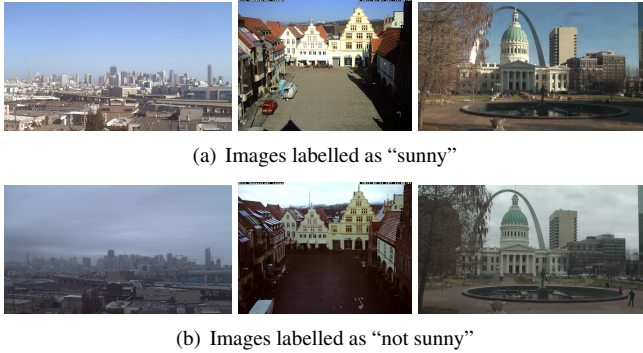 (a) Images labelled as “sunny”
(b) Images labelled as “not sunny”